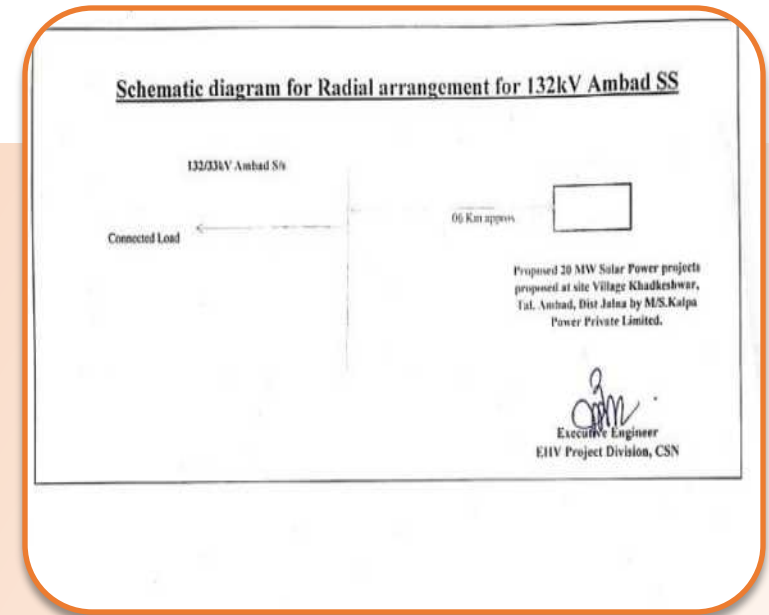 Schematic diagram for Radial arrangement for 132kV Ambad SS
132/33kV Ambad S/s
Connected Load
06 Km approx
Proposed 20 MW Solar Power projects
proposed at site Village Khadkeshwar,
Tal. Ambad, Dist Jalna by M/S.Kalpa
Power Private Limited.
Executive Engineer
EHV Project Division, CSN